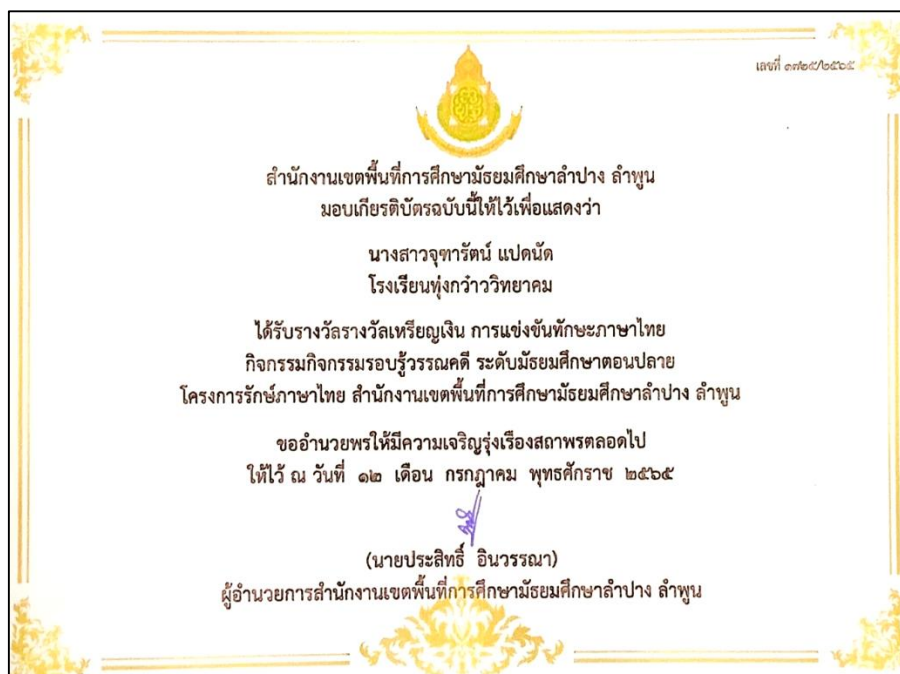 เลขที่ ๑๗๒๕/๒๕๖๕
สำนักงานเขตพื้นที่การศึกษามัธยมศึกษาลำปาง ลำพูน
มอบเกียรติบัตรฉบับนี้ให้ไว้เพื่อแสดงว่า
นางสาวจุฑารัตน์ แปดนัด
โรงเรียนทุ่งกว๋าววิทยาคม
ได้รับรางวัลรางวัลเหรียญเงิน การแข่งขันทักษะภาษาไทย
กิจกรรมกิจกรรมรอบรู้วรรณคดี ระดับมัธยมศึกษาตอนปลาย
โครงการรักษ์ภาษาไทย สำนักงานเขตพื้นที่การศึกษามัธยมศึกษาลำปาง ลำพูน
ขออำนวยพรให้มีความเจริญรุ่งเรืองสถาพรตลอดไป
ให้ไว้ ณ วันที่ ๑๒ เดือน กรกฎาคม พุทธศักราช ๒๕๖๕
(นายประสิทธิ์ อินวรรณา)
ผู้อำนวยการสำนักงานเขตพื้นที่การศึกษามัธยมศึกษาลำปาง ลำพูน